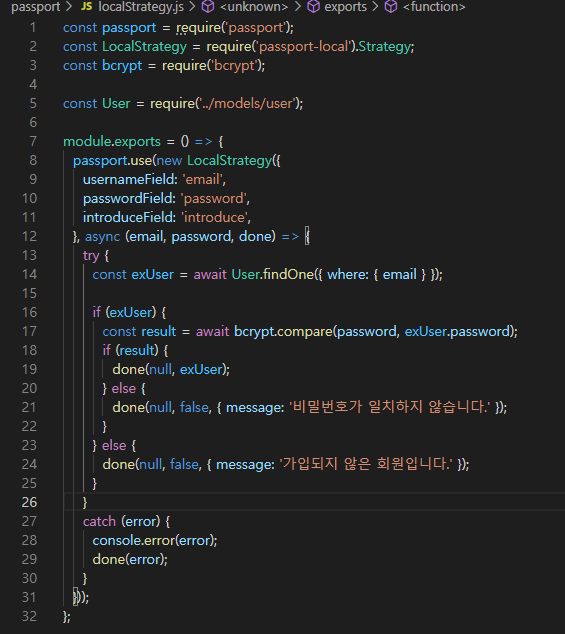 passport > JS localStrategy.js > <unknown> > exports > <function>
1 const passport = require('passport');
2 const LocalStrategy = require('passport-local').Strategy;
3 const bcrypt = require('bcrypt');
4
5 const User = require('../models/user');
6
7 module.exports = () => {
8 passport.use(new LocalStrategy({
9 usernameField: 'email',
10 passwordField: 'password',
11 introduceField: 'introduce',
12 }, async (email, password, done) => {
13 try {
14 const exUser = await User.findOne({ where: { email } });
15
16 if (exUser) {
17 const result = await bcrypt.compare(password, exUser.password);
18 if (result) {
19 done(null, exUser);
20 } else {
21 done(null, false, { message: '비밀번호가 일치하지 않습니다.' });
22 }
23 } else {
24 done(null, false, { message: '가입되지 않은 회원입니다.' });
25 }
26 }
27 catch (error) {
28 console.error(error);
29 done(error);
30 }
31 }));
32 };